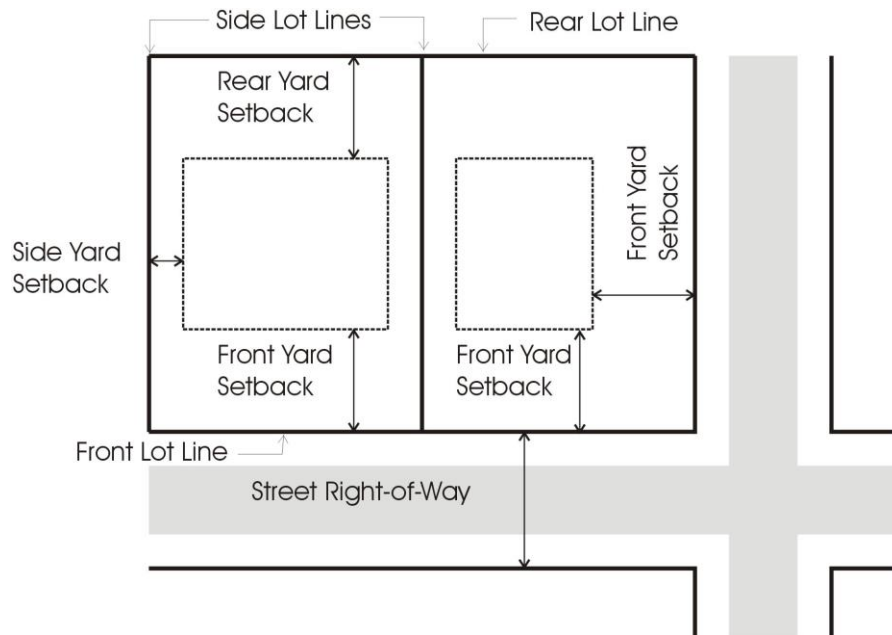 Side Lot Lines
Rear Lot Line
Rear Yard
Setback
Front Yard
Setback
Side Yard
Setback
Front Yard
Setback
Front Yard
Setback
Front Lot Line
Street Right-of-Way